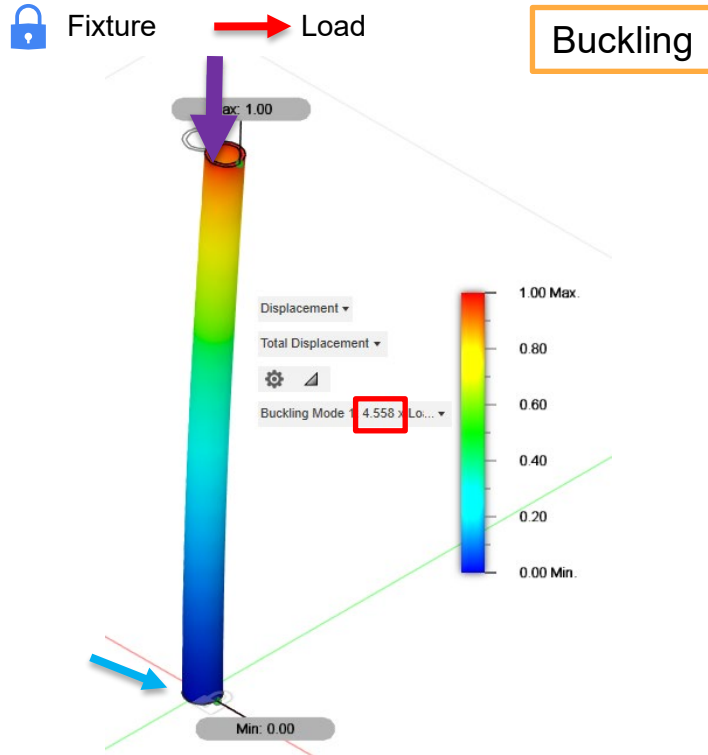 Fixture
Load
Buckling
1.00
Displacement
Total Displacement
Buckling Mode 1 4.558 x Lo...
1.00 Max.
0.80
0.60
0.40
0.20
0.00 Min.
Min: 0.00